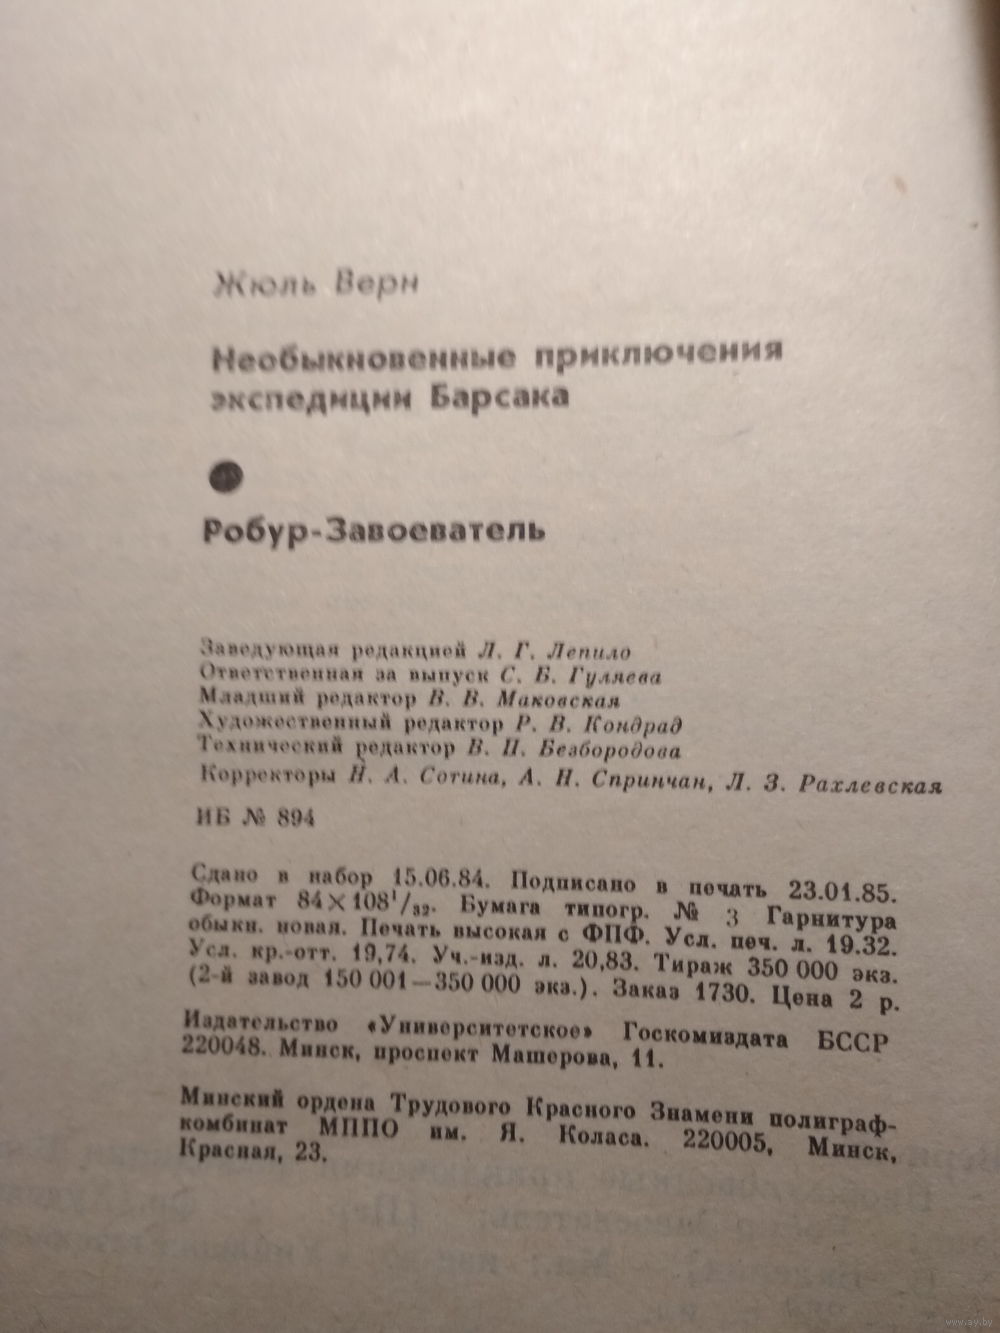 Жюль Верн
Необыкновенные приключения
экспедиции Барсака
Робур-Завоеватель
Заведующая редакцией Л. Г. Лепило
Ответственная за выпуск С. Б. Гуляева
Младший редактор В. В. Маковская
Художественный редактор Р. В. Кондрад
Технический редактор В. П. Безбородова
Корректоры Н. А. Сотина, А. Н. Спринчан, Л. З. Рахлевская
ИБ № 894
Сдано в набор 15.06.84. Подписано в печать 23.01.85.
Формат 84×108¹/₃₂. Бумага типогр. № 3 Гарнитура
обыкн. новая. Печать высокая с ФПФ. Усл. печ. л. 19.32.
Усл. кр.-отт. 19,74. Уч.-изд. л. 20,83. Тираж 350 000 экз.
(2-й завод 150 001—350 000 экз.). Заказ 1730. Цена 2 р.
Издательство «Университетское» Госкомиздата БССР
220048. Минск, проспект Машерова, 11.
Минский ордена Трудового Красного Знамени полиграф-
комбинат МППО им. Я. Коласа. 220005, Минск,
Красная, 23.
www.ay.by